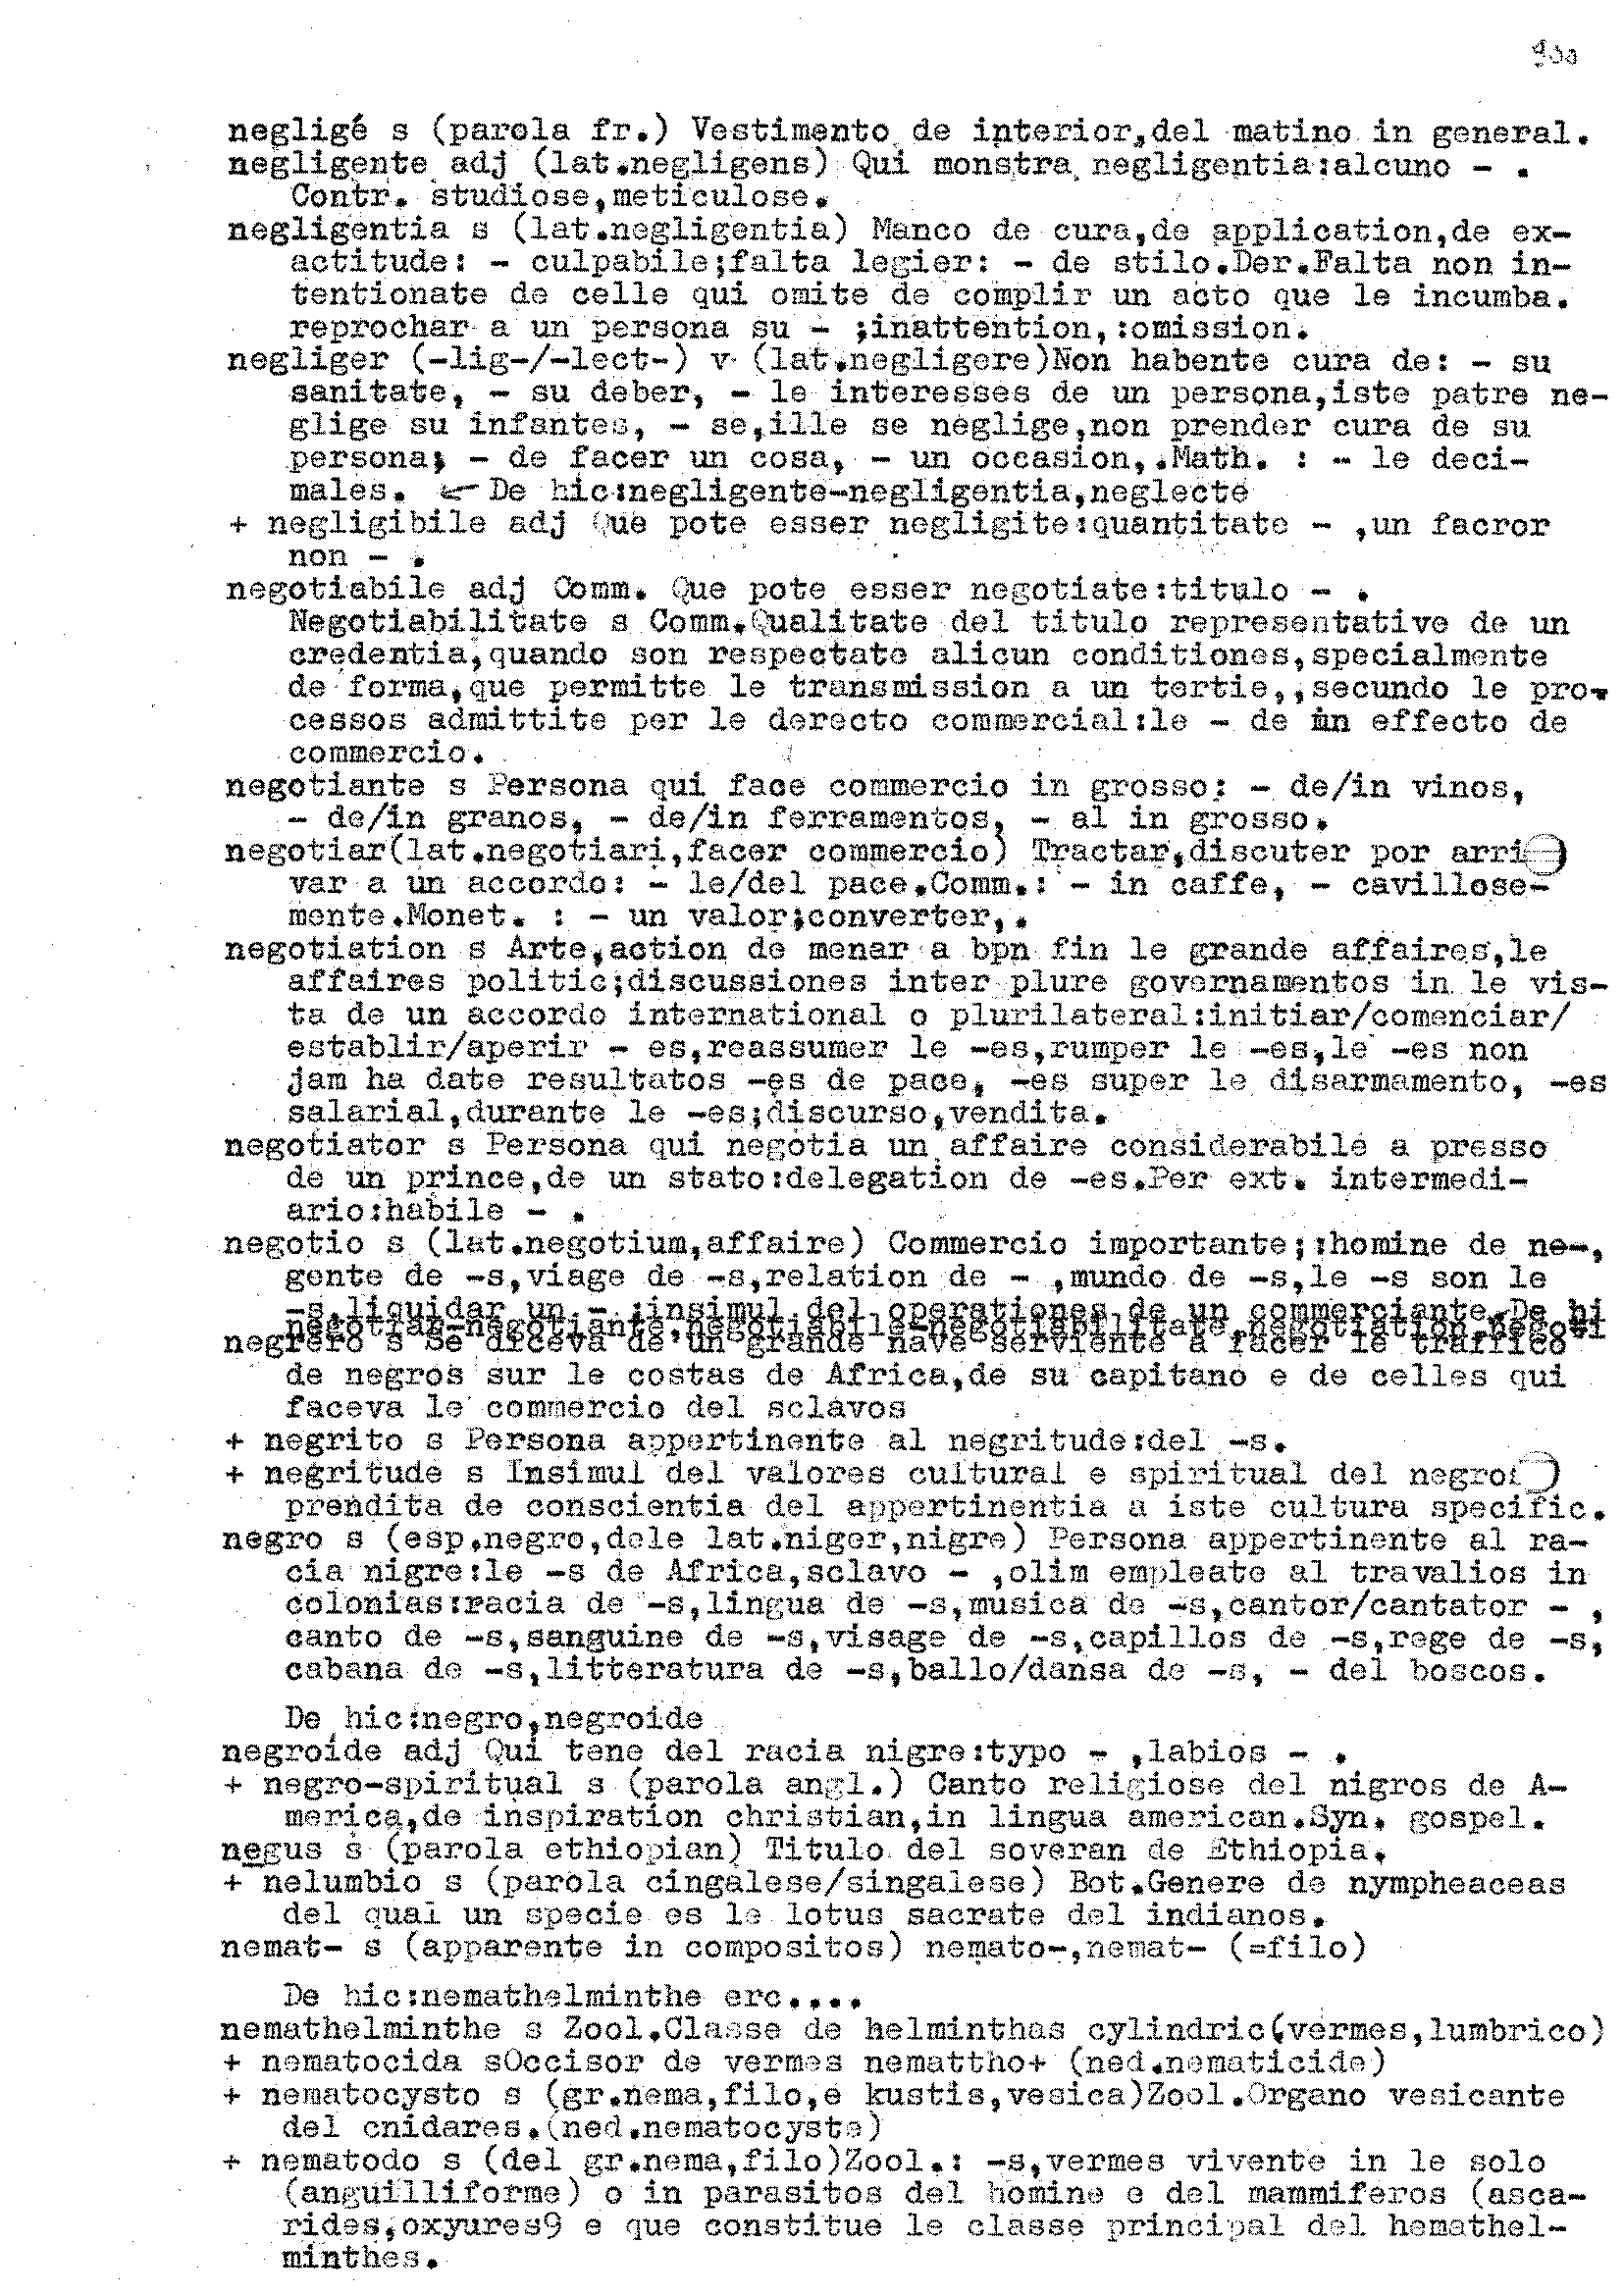 negligé s (parola fr.) Vestimento de interior,del matino in general.
negligente adj (lat.negligens) Qui monstra negligentia:alcuno - .
Contr. studiose,meticulose.
negligentia s (lat.negligentia) Manco de cura,de application,de ex-
actitude: - culpabile;falta legier: - de stilo.Der.Falta non in-
tentionate de celle qui omite de complir un acto que le incumba.
reprochar a un persona su - ;inattention,:omission.
negliger (-lig-/-lect-) v (lat.negligere)Non habente cura de: - su
sanitate, - su deber, - le interesses de un persona,iste patre ne-
glige su infantes, - se,ille se neglige,non prender cura de su
persona; - de facer un cosa, - un occasion,.Math. : - le deci-
males. ← De hic:negligente-negligentia,neglecte
+ negligibile adj Que pote esser negligite:quantitate - ,un facror
non - .
negotiabile adj Comm. Que pote esser negotiate:titulo - .
Negotiabilitate s Comm.Qualitate del titulo representative de un
credentia,quando son respectate alicun conditiones,specialmente
de forma,que permitte le transmission a un tertie,,secundo le pro-
cessos admittite per le derecto commercial:le - de un effecto de
commercio.
negotiante s Persona qui face commercio in grosso: - de/in vinos,
- de/in granos, - de/in ferramentos, - al in grosso.
negotiar(lat.negotiari,facer commercio) Tractar,discuter por arri
var a un accordo: - le/del pace.Comm.: - in caffe, - cavillose-
mente.Monet. : - un valor;converter,.
negotiation s Arte,action de menar a bpn fin le grande affaires,le
affaires politic;discussiones inter plure governamentos in le vis-
ta de un accordo international o plurilateral:initiar/comenciar/
establir/aperir - es,reassumer le -es,rumper le -es,le -es non
jam ha date resultatos -es de pace, -es super le disarmamento, -es
salarial,durante le -es;discurso,vendita.
negotiator s Persona qui negotia un affaire considerabile a presso
de un prince,de un stato:delegation de -es.Per ext. intermedi-
ario:habile - .
negotio s (lat.negotium,affaire) Commercio importante;:homine de ne-,
gente de -s,viage de -s,relation de - ,mundo de -s,le -s son le
-s,liquidar un - :insimul del operationes de un commerciante.De hi
negotiar-negotiante,negotiabile-negotiabilitate,negotiation,negoti
negrero s Se diceva de un grande nave serviente a facer le traffico
de negros sur le costas de Africa,de su capitano e de celles qui
faceva le commercio del sclavos
+ negrito s Persona appertinente al negritude:del -s.
+ negritude s Insimul del valores cultural e spiritual del negro:
prendita de conscientia del appertinentia a iste cultura specific.
negro s (esp.negro,dele lat.niger,nigre) Persona appertinente al ra-
cia nigre:le -s de Africa,sclavo - ,olim empleate al travalios in
colonias:racia de -s,lingua de -s,musica de -s,cantor/cantator - ,
canto de -s,sanguine de -s,visage de -s,capillos de -s,rege de -s,
cabana de -s,litteratura de -s,ballo/dansa de -s, - del boscos.
De hic:negro,negroide
negroide adj Qui tene del racia nigre:typo - ,labios - .
+ negro-spiritual s (parola angl.) Canto religiose del nigros de A-
merica,de inspiration christian,in lingua american.Syn. gospel.
negus s (parola ethiopian) Titulo del soveran de Ethiopia.
+ nelumbio s (parola cingalese/singalese) Bot.Genere de nympheaceas
del qual un specie es le lotus sacrate del indianos.
nemat- s (apparente in compositos) nemato-,nemat- (=filo)
De hic:nemathelminthe erc....
nemathelminthe s Zool.Classe de helminthas cylindric(vermes,lumbrico)
+ nematocida sOccisor de vermes nemattho+ (ned.nematicide)
+ nematocysto s (gr.nema,filo,e kustis,vesica)Zool.Organo vesicante
del cnidares.(ned.nematocyste)
+ nematodo s (del gr.nema,filo)Zool.: -s,vermes vivente in le solo
(anguilliforme) o in parasitos del homine e del mammiferos (asca-
rides,oxyures9 e que constitue le classe principal del hemathel-
minthes.